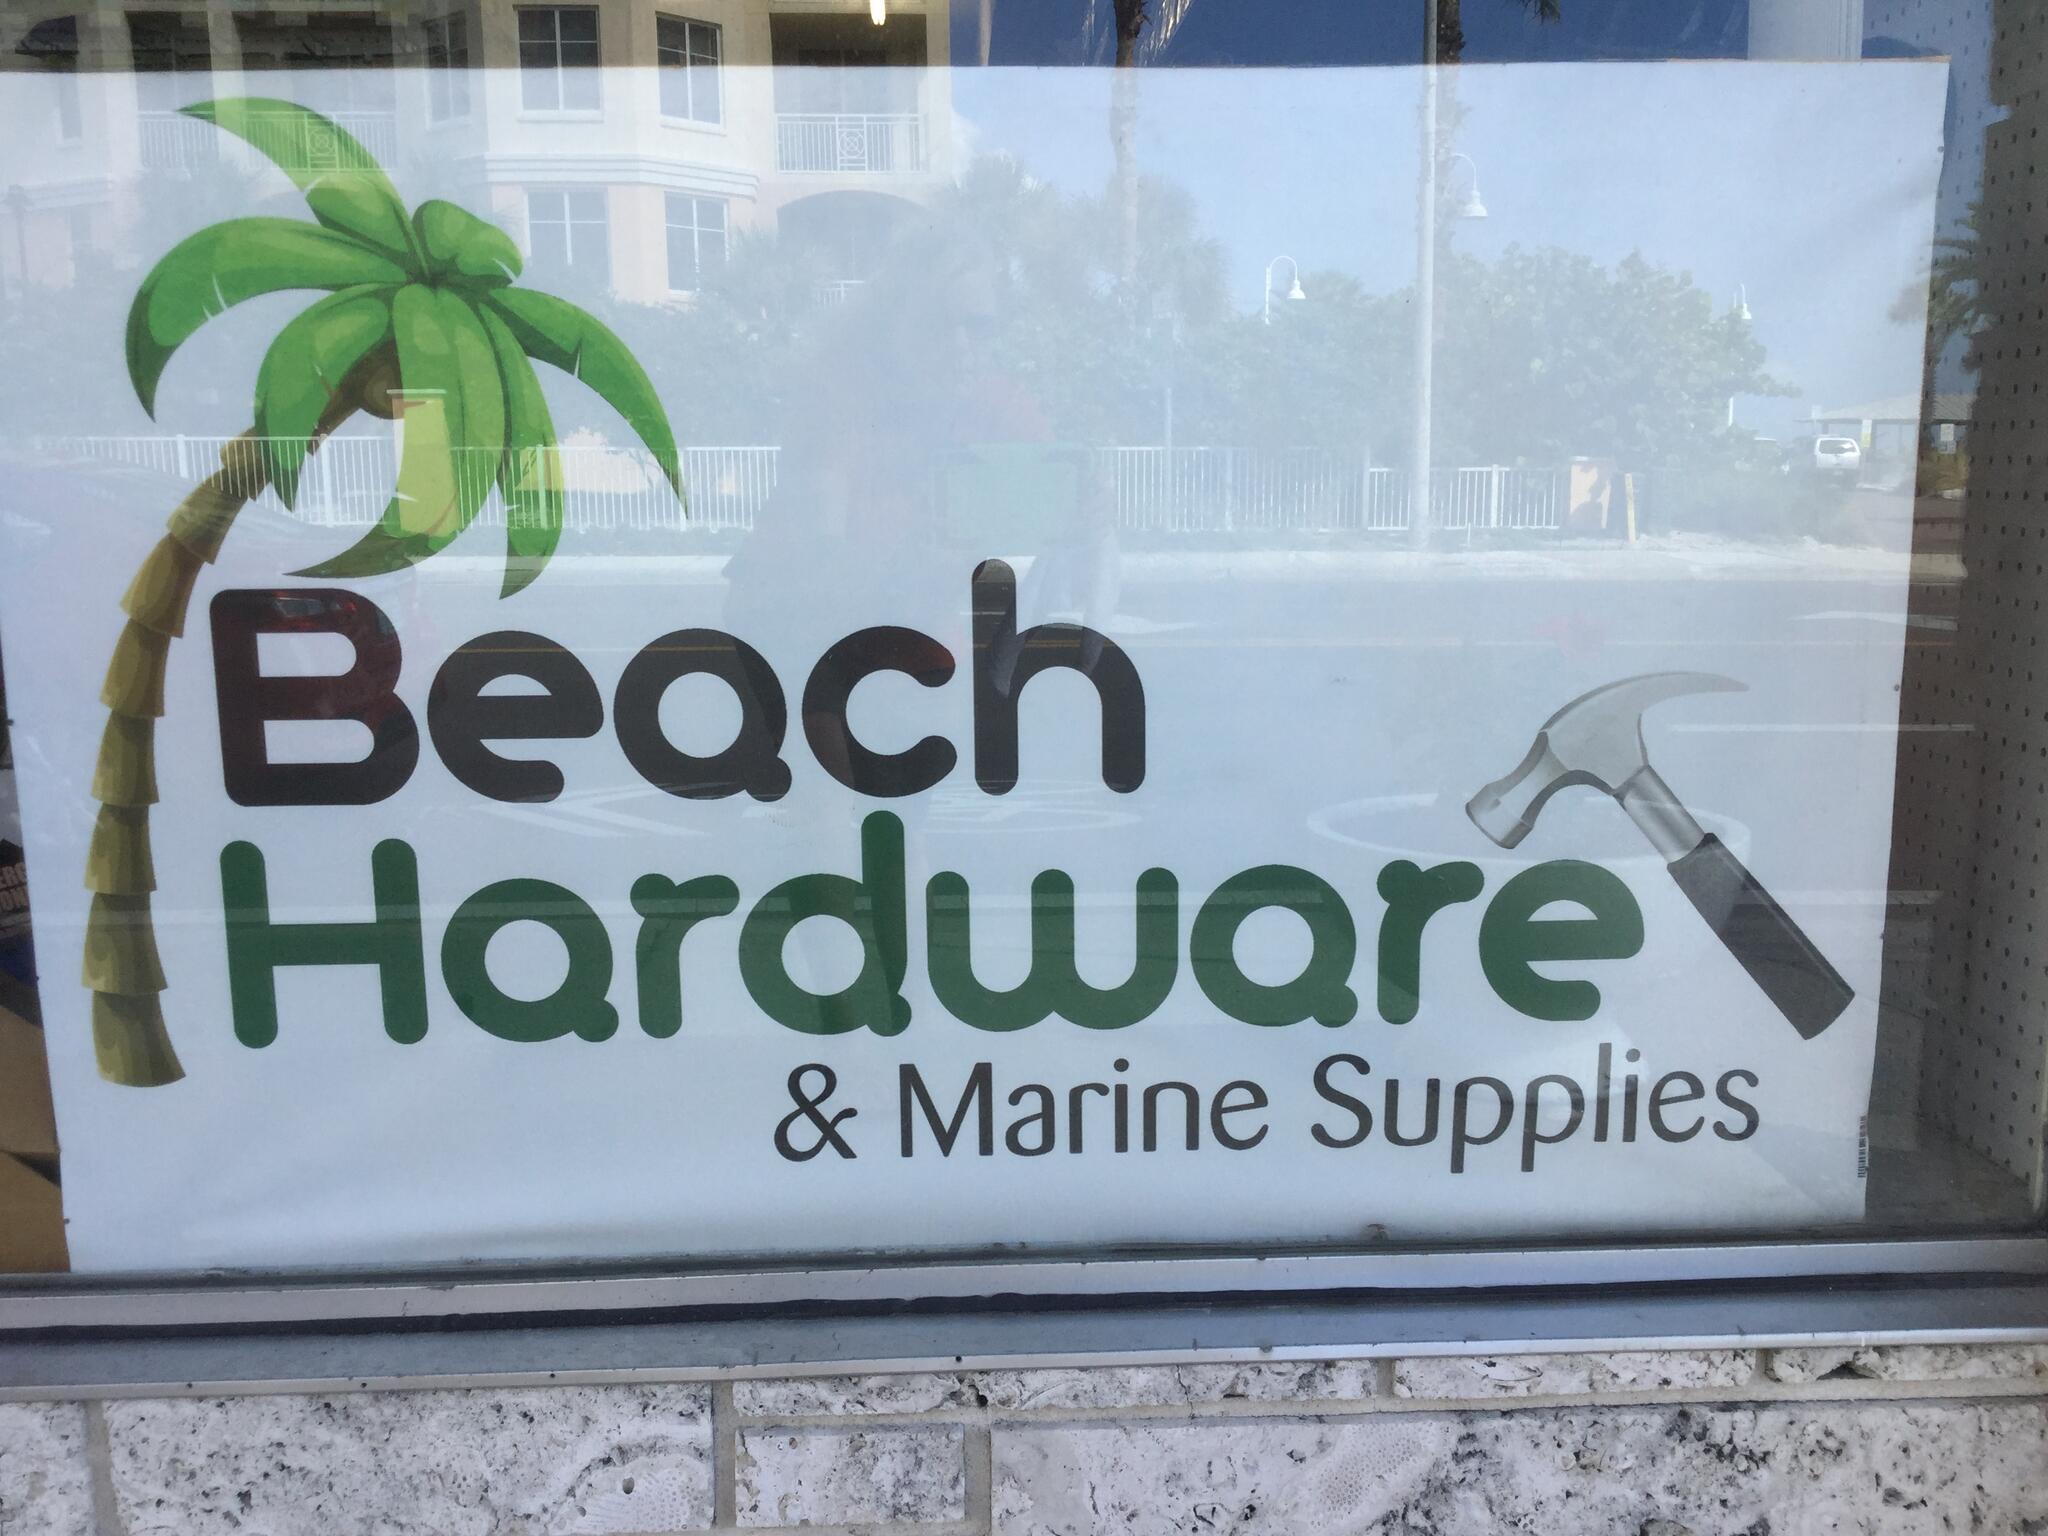 Beach
Hardware
& Marine Supplies